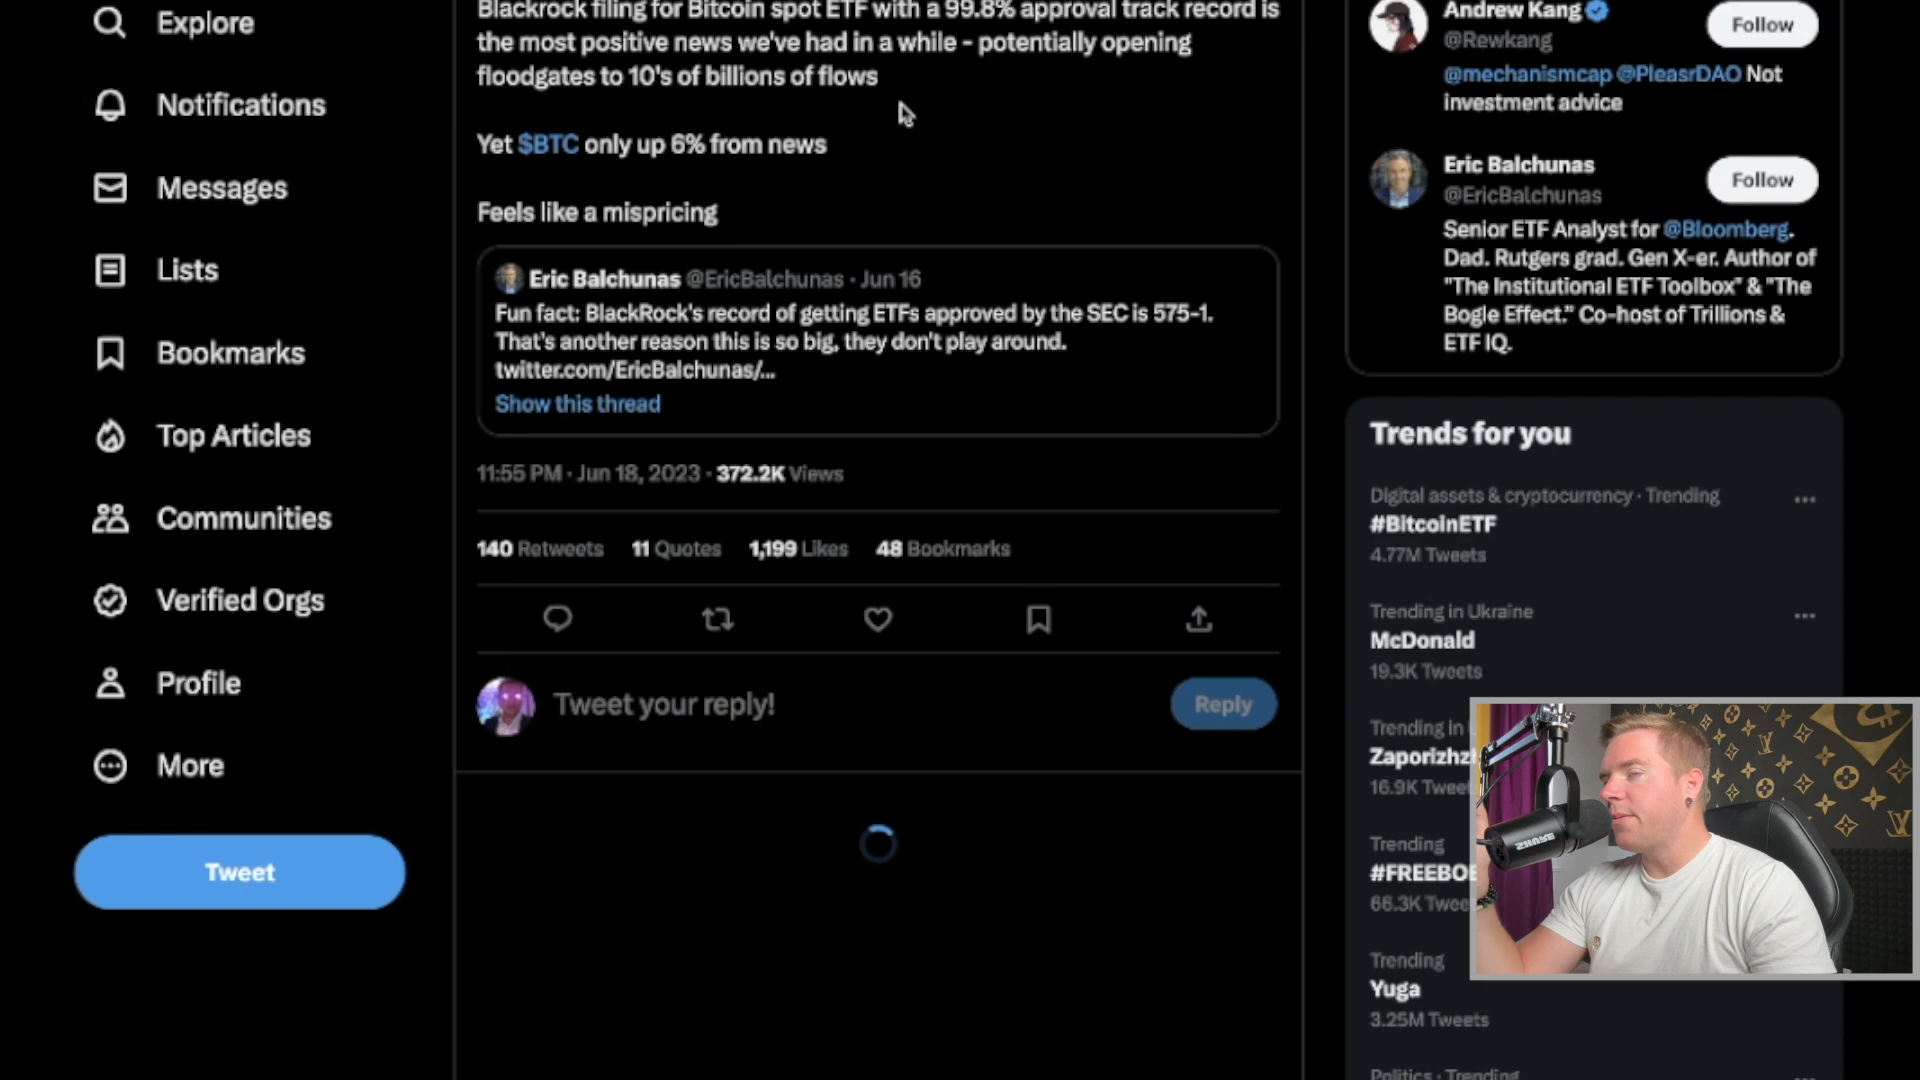 Explore
Notifications
Messages
Lists
Bookmarks
Top Articles
Communities
Verified Orgs
Profile
More
Tweet
Blackrock filing for Bitcoin spot ETF with a 99.8% approval track record is
the most positive news we've had in a while - potentially opening
floodgates to 10's of billions of flows
Yet $BTC only up 6% from news
Feels like a mispricing
Eric Balchunas @EricBalchunas · Jun 16
Fun fact: BlackRock's record of getting ETFs approved by the SEC is 575-1.
That's another reason this is so big, they don't play around.
twitter.com/EricBalchunas/...
Show this thread
11:55 PM · Jun 18, 2023 · 372.2K Views
140 Retweets 11 Quotes 1,199 Likes 48 Bookmarks
Tweet your reply!
Reply
Andrew Kang
@Rewkang
Follow
@mechanismcap @PleasrDAO Not
investment advice
Eric Balchunas
@EricBalchunas
Follow
Senior ETF Analyst for @Bloomberg.
Dad. Rutgers grad. Gen X-er. Author of
"The Institutional ETF Toolbox" & "The
Bogle Effect." Co-host of Trillions &
ETF IQ.
Trends for you
Digital assets & cryptocurrency · Trending
#BitcoinETF
4.77M Tweets
Trending in Ukraine
McDonald
19.3K Tweets
Trending in
Zaporizhz
16.9K Tweet
Trending
#FREEBOE
66.3K Twee
Trending
Yuga
3.25M Tweets
Politics · Trending
SHURE